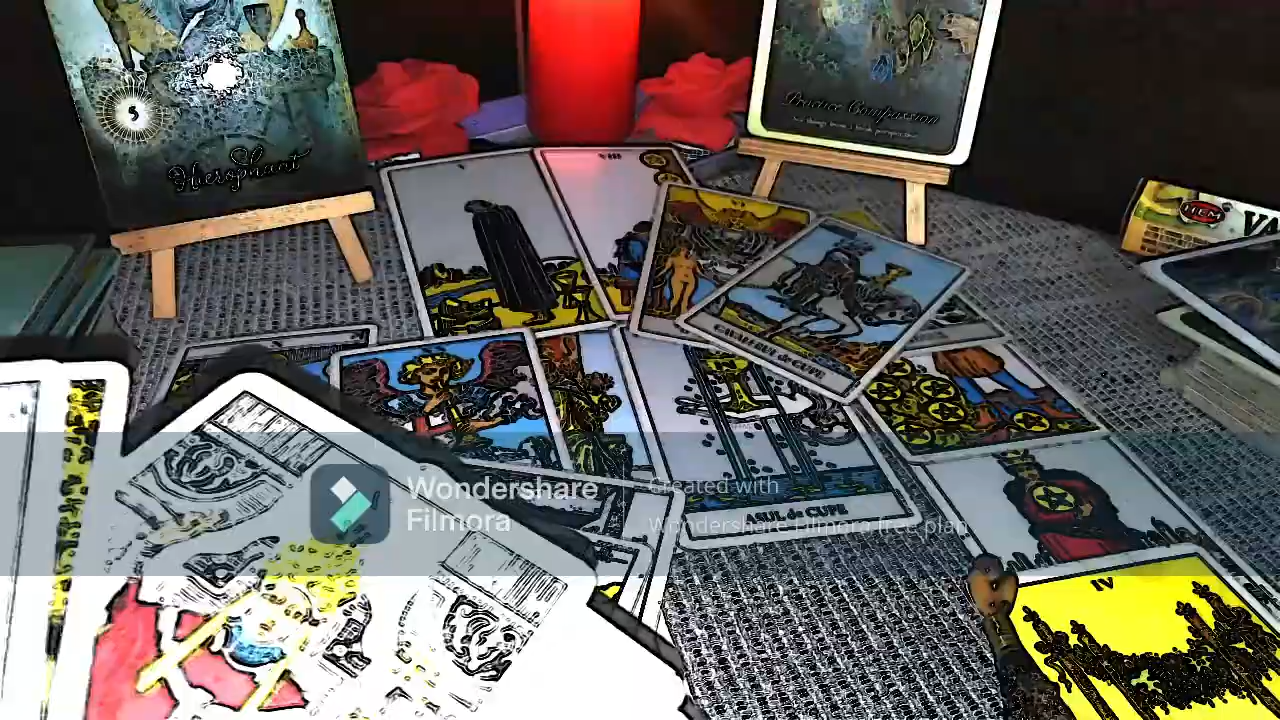 Hierophant
Practice Compassion
HEM
V
VIII
CAVALERUL de CUPE
Wondershare
Filmora
Created with
Wondershare Filmora free plan
ASUL de CUPE
IV